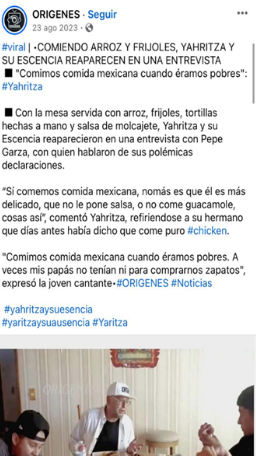 ORIGENES · Seguir
23 ago 2023 ·
#viral | •COMIENDO ARROZ Y FRIJOLES, YAHRITZA Y
SU ESCENCIA REAPARECEN EN UNA ENTREVISTA
■ "Comimos comida mexicana cuando éramos pobres":
#Yahritza
■ Con la mesa servida con arroz, frijoles, tortillas
hechas a mano y salsa de molcajete, Yahritza y su
Escencia reaparecieron en una entrevista con Pepe
Garza, con quien hablaron de sus polémicas
declaraciones.
“Sí comemos comida mexicana, nomás es que él es más
delicado, que no le pone salsa, o no come guacamole,
cosas así”, comentó Yahritza, refiriendose a su hermano
que días antes había dicho que come puro #chicken.
"Comimos comida mexicana cuando éramos pobres. A
veces mis papás no tenían ni para comprarnos zapatos",
expresó la joven cantante•#ORIGENES #Noticias
#yahritzaysuesencia
#yaritzaysuausencia #Yaritza